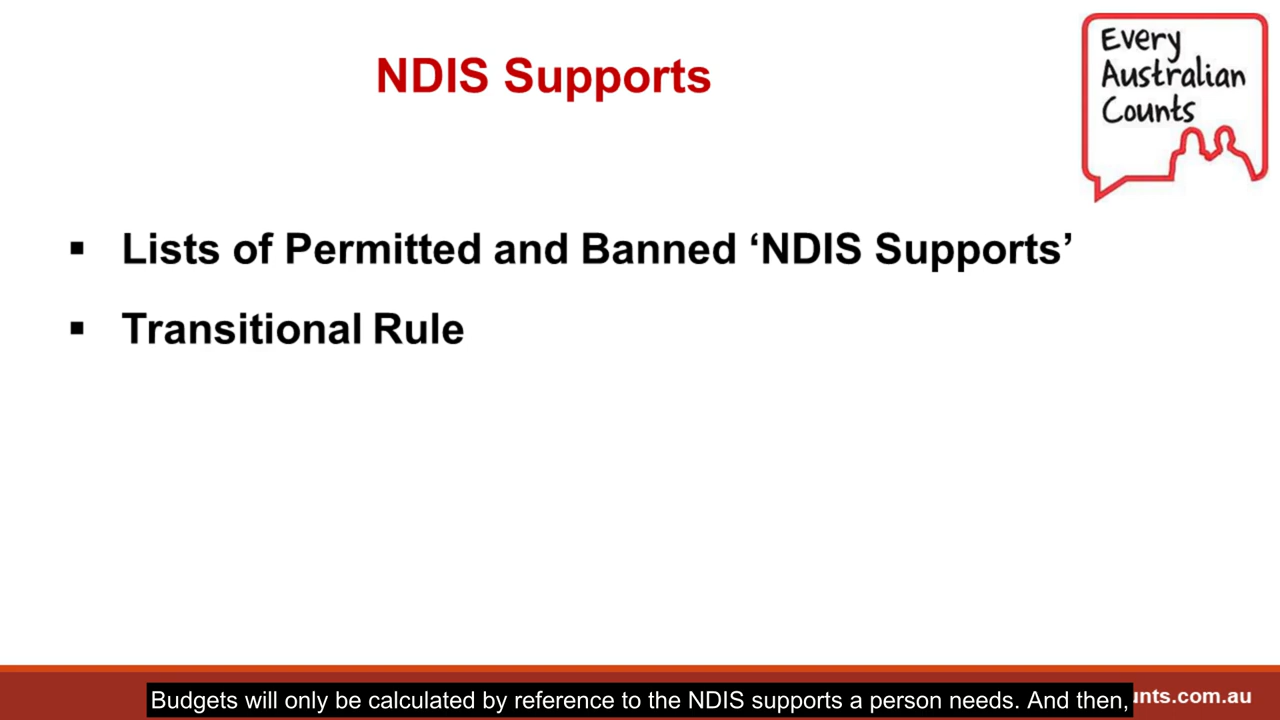 NDIS Supports
Every
Australian
Counts
▪ Lists of Permitted and Banned ‘NDIS Supports’
▪ Transitional Rule
Budgets will only be calculated by reference to the NDIS supports a person needs. And then,
unts.com.au